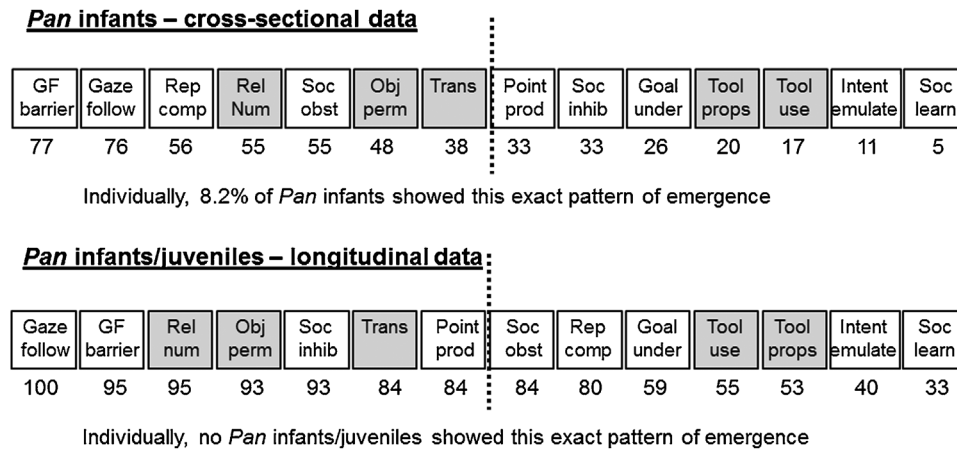 Pan infants – cross-sectional data
GF barrier Gaze follow Rep comp Rel Num Soc obst Obj perm Trans Point prod Soc inhib Goal under Tool props Tool use Intent emulate Soc learn
77 76 56 55 55 48 38 33 33 26 20 17 11 5
Individually, 8.2% of Pan infants showed this exact pattern of emergence
Pan infants/juveniles – longitudinal data
Gaze follow GF barrier Rel num Obj perm Soc inhib Trans Point prod Soc obst Rep comp Goal under Tool use Tool props Intent emulate Soc learn
100 95 95 93 93 84 84 84 80 59 55 53 40 33
Individually, no Pan infants/juveniles showed this exact pattern of emergence